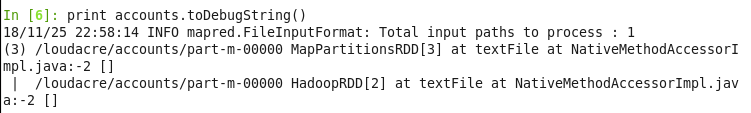 In [6]: print accounts.toDebugString()
18/11/25 22:58:14 INFO mapred.FileInputFormat: Total input paths to process : 1
(3) /loudacre/accounts/part-m-00000 MapPartitionsRDD[3] at textFile at NativeMethodAccessorI
mpl.java:-2 []
 |  /loudacre/accounts/part-m-00000 HadoopRDD[2] at textFile at NativeMethodAccessorImpl.jav
a:-2 []